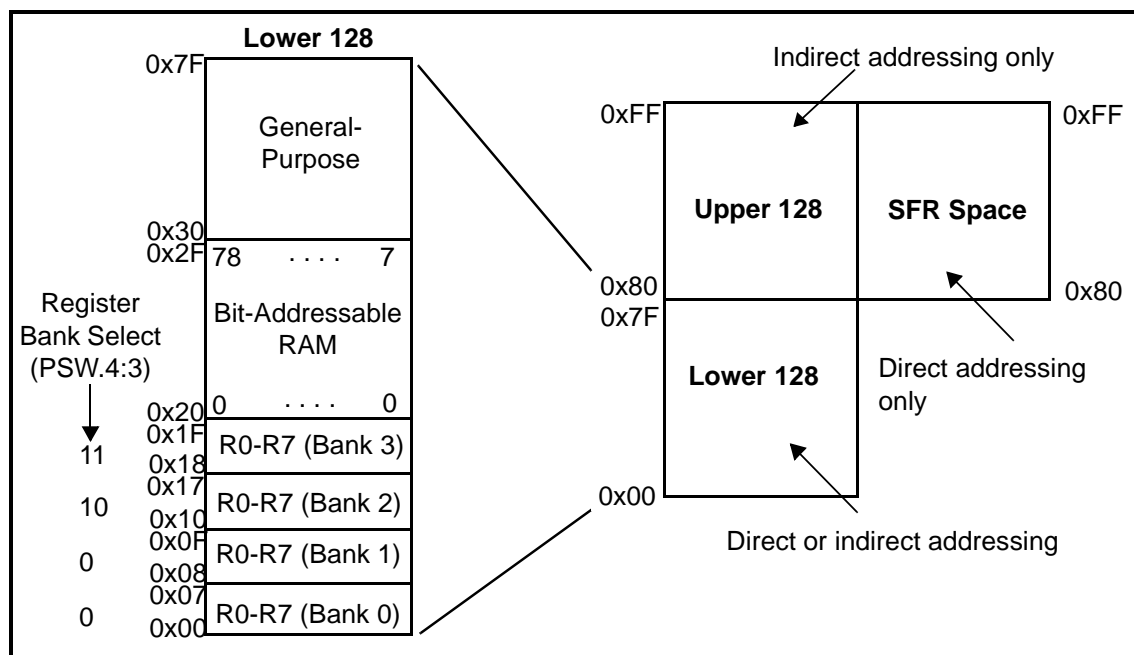 Lower 128
0x7F
General-
Purpose
0x30
0x2F
78 . . . . 7
Bit-Addressable
RAM
0x20
0 . . . . 0
Register
Bank Select
(PSW.4:3)
0x1F
11
R0-R7 (Bank 3)
0x18
0x17
10
R0-R7 (Bank 2)
0x10
0x0F
0
R0-R7 (Bank 1)
0x08
0x07
0
R0-R7 (Bank 0)
0x00
Indirect addressing only
0xFF
0xFF
Upper 128
SFR Space
0x80
0x80
0x7F
Lower 128
Direct addressing
only
0x00
Direct or indirect addressing